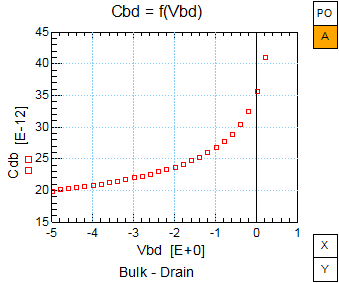 Cbd = f(Vbd)
PO
A
45
40
35
30
25
20
15
Cdb [E-12]
-5 -4 -3 -2 -1 0 1
Vbd [E+0]
Bulk - Drain
X
Y